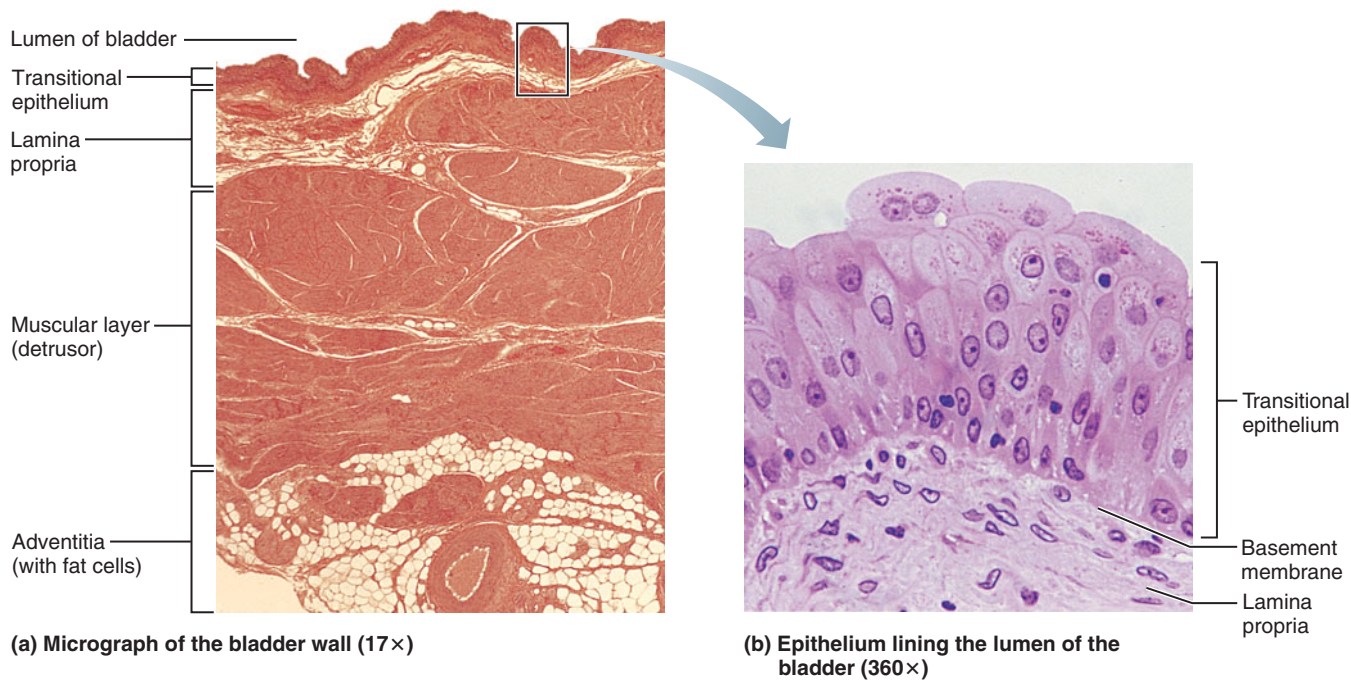 Lumen of bladder
Transitional
epithelium
Lamina
propria
Muscular layer
(detrusor)
Adventitia
(with fat cells)
(a) Micrograph of the bladder wall (17×)
Transitional
epithelium
Basement
membrane
Lamina
propria
(b) Epithelium lining the lumen of the
bladder (360×)